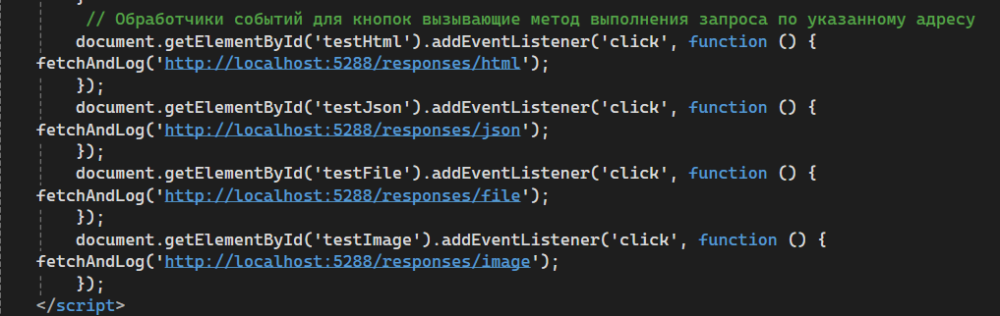 // Обработчики событий для кнопок вызывающие метод выполнения запроса по указанному адресу
document.getElementById('testHtml').addEventListener('click', function () {
fetchAndLog('http://localhost:5288/responses/html');
});
document.getElementById('testJson').addEventListener('click', function () {
fetchAndLog('http://localhost:5288/responses/json');
});
document.getElementById('testFile').addEventListener('click', function () {
fetchAndLog('http://localhost:5288/responses/file');
});
document.getElementById('testImage').addEventListener('click', function () {
fetchAndLog('http://localhost:5288/responses/image');
});
</script>